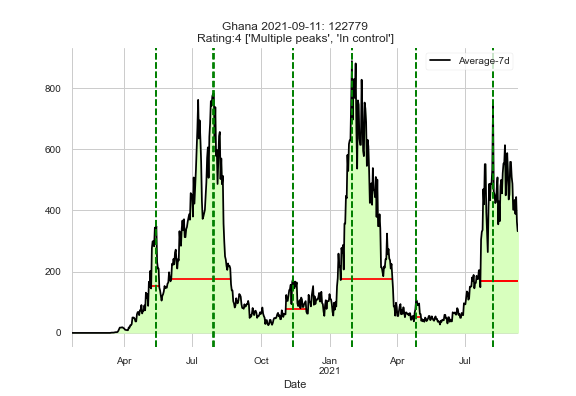 Ghana 2021-09-11: 122779
Rating:4 ['Multiple peaks', 'In control']
Average-7d
800
600
400
200
0
Apr Jul Oct Jan Apr Jul
2021
Date